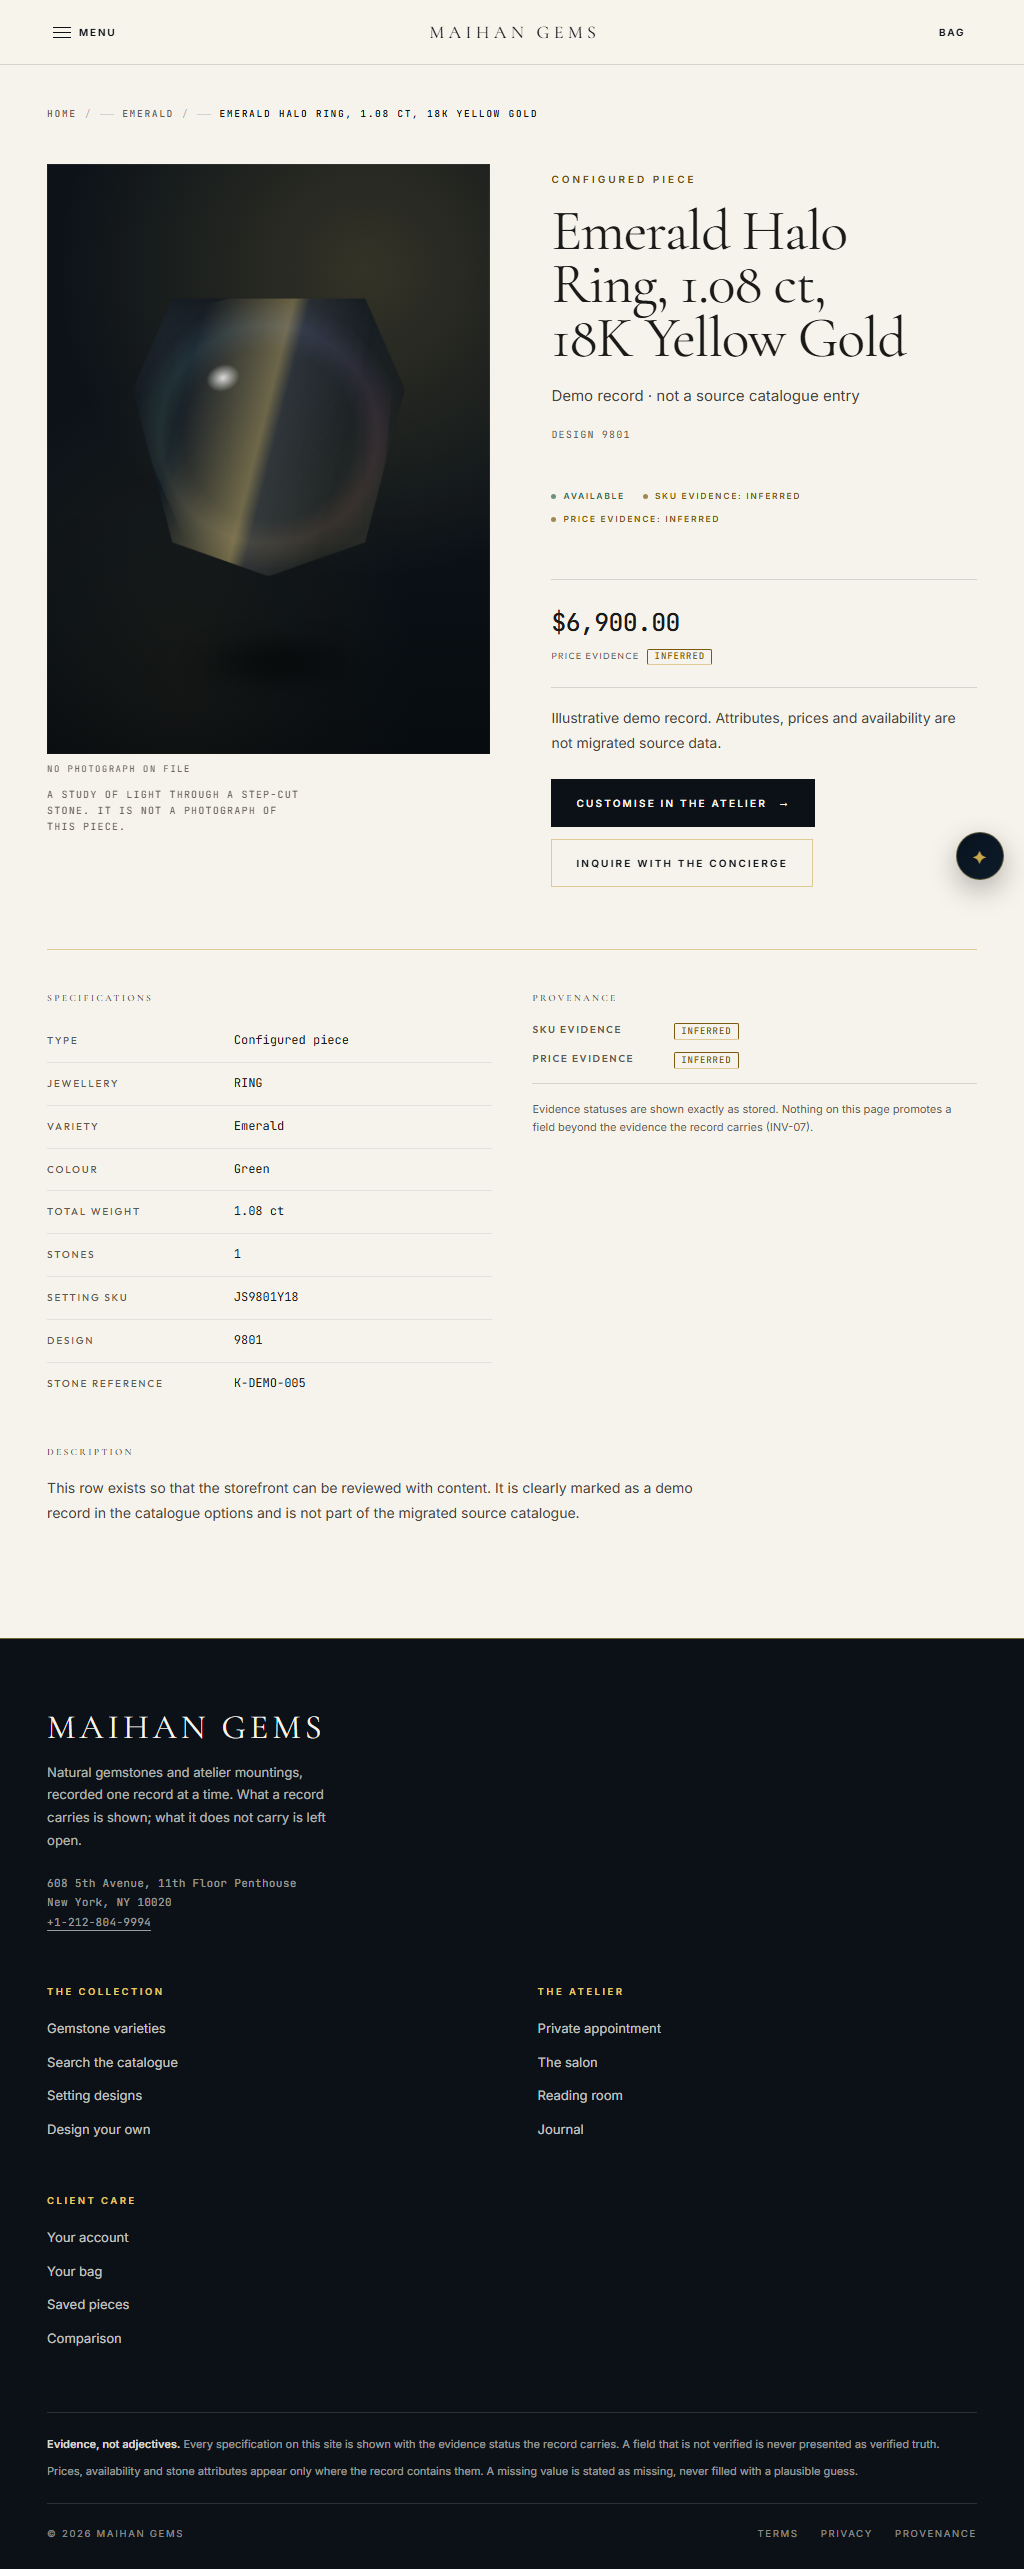 MENU
MAIHAN GEMS
BAG
HOME / — EMERALD / — EMERALD HALO RING, 1.08 CT, 18K YELLOW GOLD
CONFIGURED PIECE
Emerald Halo
Ring, 1.08 ct,
18K Yellow Gold
Demo record · not a source catalogue entry
DESIGN 9801
AVAILABLE
SKU EVIDENCE: INFERRED
PRICE EVIDENCE: INFERRED
$6,900.00
PRICE EVIDENCE INFERRED
Illustrative demo record. Attributes, prices and availability are
not migrated source data.
CUSTOMISE IN THE ATELIER →
INQUIRE WITH THE CONCIERGE
NO PHOTOGRAPH ON FILE
A STUDY OF LIGHT THROUGH A STEP-CUT
STONE. IT IS NOT A PHOTOGRAPH OF
THIS PIECE.
SPECIFICATIONS
TYPE Configured piece
JEWELLERY RING
VARIETY Emerald
COLOUR Green
TOTAL WEIGHT 1.08 ct
STONES 1
SETTING SKU JS9801Y18
DESIGN 9801
STONE REFERENCE K-DEMO-005
PROVENANCE
SKU EVIDENCE INFERRED
PRICE EVIDENCE INFERRED
Evidence statuses are shown exactly as stored. Nothing on this page promotes a
field beyond the evidence the record carries (INV-07).
DESCRIPTION
This row exists so that the storefront can be reviewed with content. It is clearly marked as a demo
record in the catalogue options and is not part of the migrated source catalogue.
MAIHAN GEMS
Natural gemstones and atelier mountings,
recorded one record at a time. What a record
carries is shown; what it does not carry is left
open.
608 5th Avenue, 11th Floor Penthouse
New York, NY 10020
+1-212-804-9994
THE COLLECTION
Gemstone varieties
Search the catalogue
Setting designs
Design your own
THE ATELIER
Private appointment
The salon
Reading room
Journal
CLIENT CARE
Your account
Your bag
Saved pieces
Comparison
Evidence, not adjectives. Every specification on this site is shown with the evidence status the record carries. A field that is not verified is never presented as verified truth.
Prices, availability and stone attributes appear only where the record contains them. A missing value is stated as missing, never filled with a plausible guess.
© 2026 MAIHAN GEMS
TERMS PRIVACY PROVENANCE